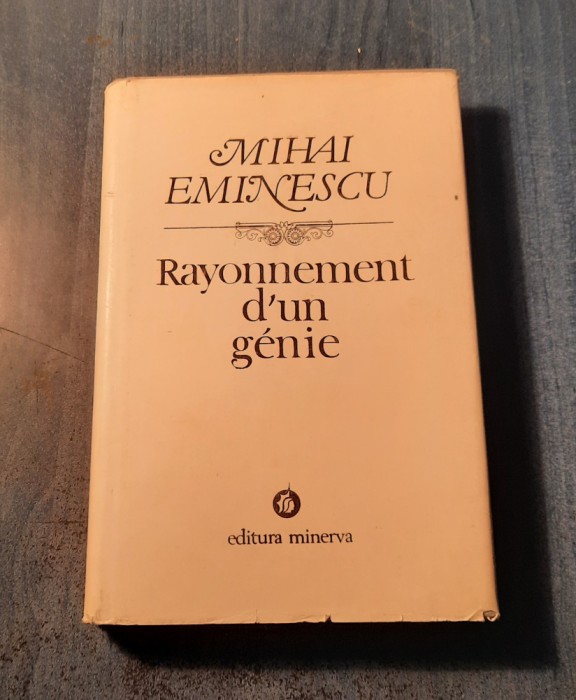 MIHAI
EMINESCU
Rayonnement
d'un
génie
editura minerva